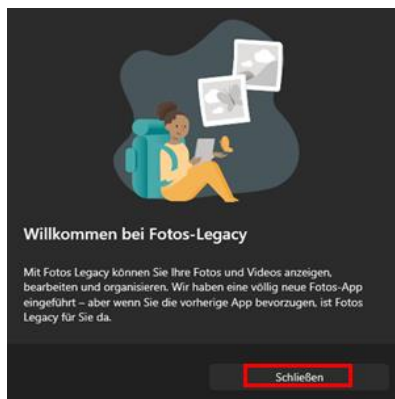 Willkommen bei Fotos-Legacy
Mit Fotos Legacy können Sie Ihre Fotos und Videos anzeigen,
bearbeiten und organisieren. Wir haben eine völlig neue Fotos-App
eingeführt – aber wenn Sie die vorherige App bevorzugen, ist Fotos
Legacy für Sie da.
Schließen